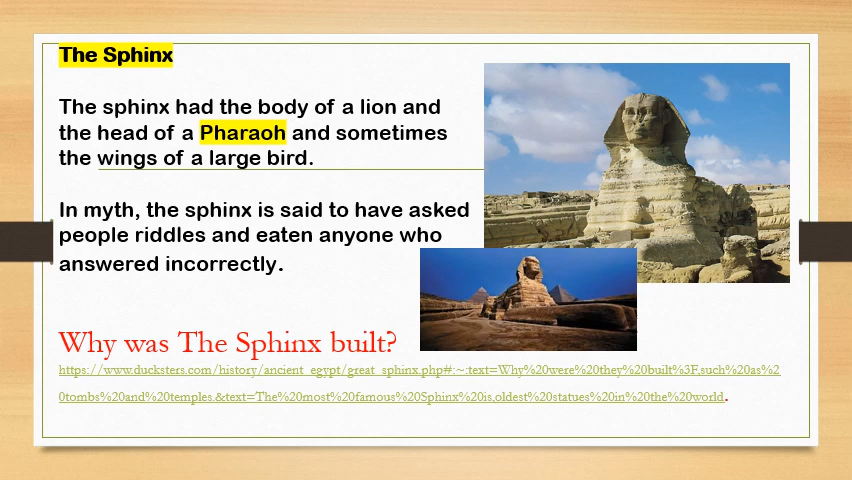 The Sphinx
The sphinx had the body of a lion and
the head of a Pharaoh and sometimes
the wings of a large bird.
In myth, the sphinx is said to have asked
people riddles and eaten anyone who
answered incorrectly.
Why was The Sphinx built?
https://www.ducksters.com/history/ancient_egypt/great_sphinx.php#:~:text=Why%20were%20they%20built%3F,such%20as%2
0tombs%20and%20temples.&text=The%20most%20famous%20Sphinx%20is,oldest%20statues%20in%20the%20world.